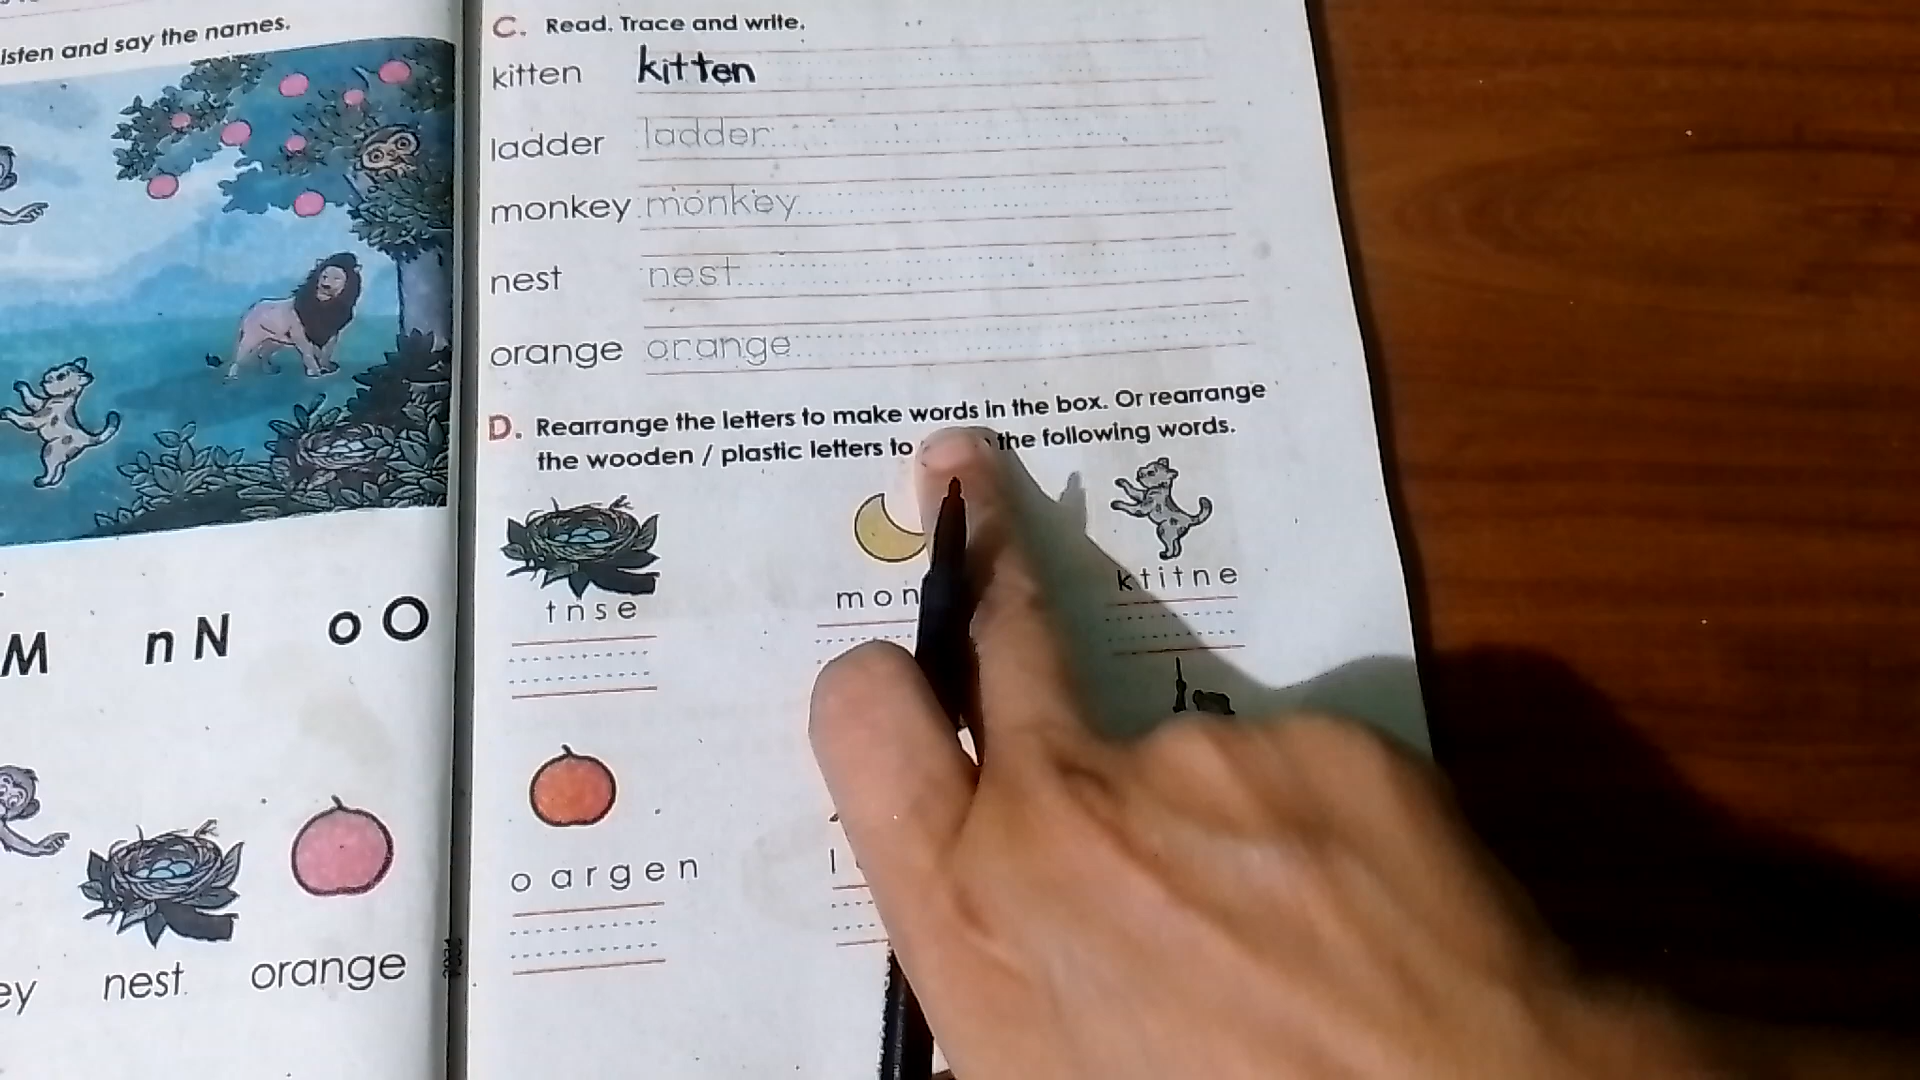 isten and say the names.
M nN oO
ey nest orange
C. Read. Trace and write.
kitten kitten
ladder ladder
monkey monkey
nest nest
orange orange
D. Rearrange the letters to make words in the box. Or rearrange
the wooden / plastic letters to the following words.
tnse mon ktitne
oargen l